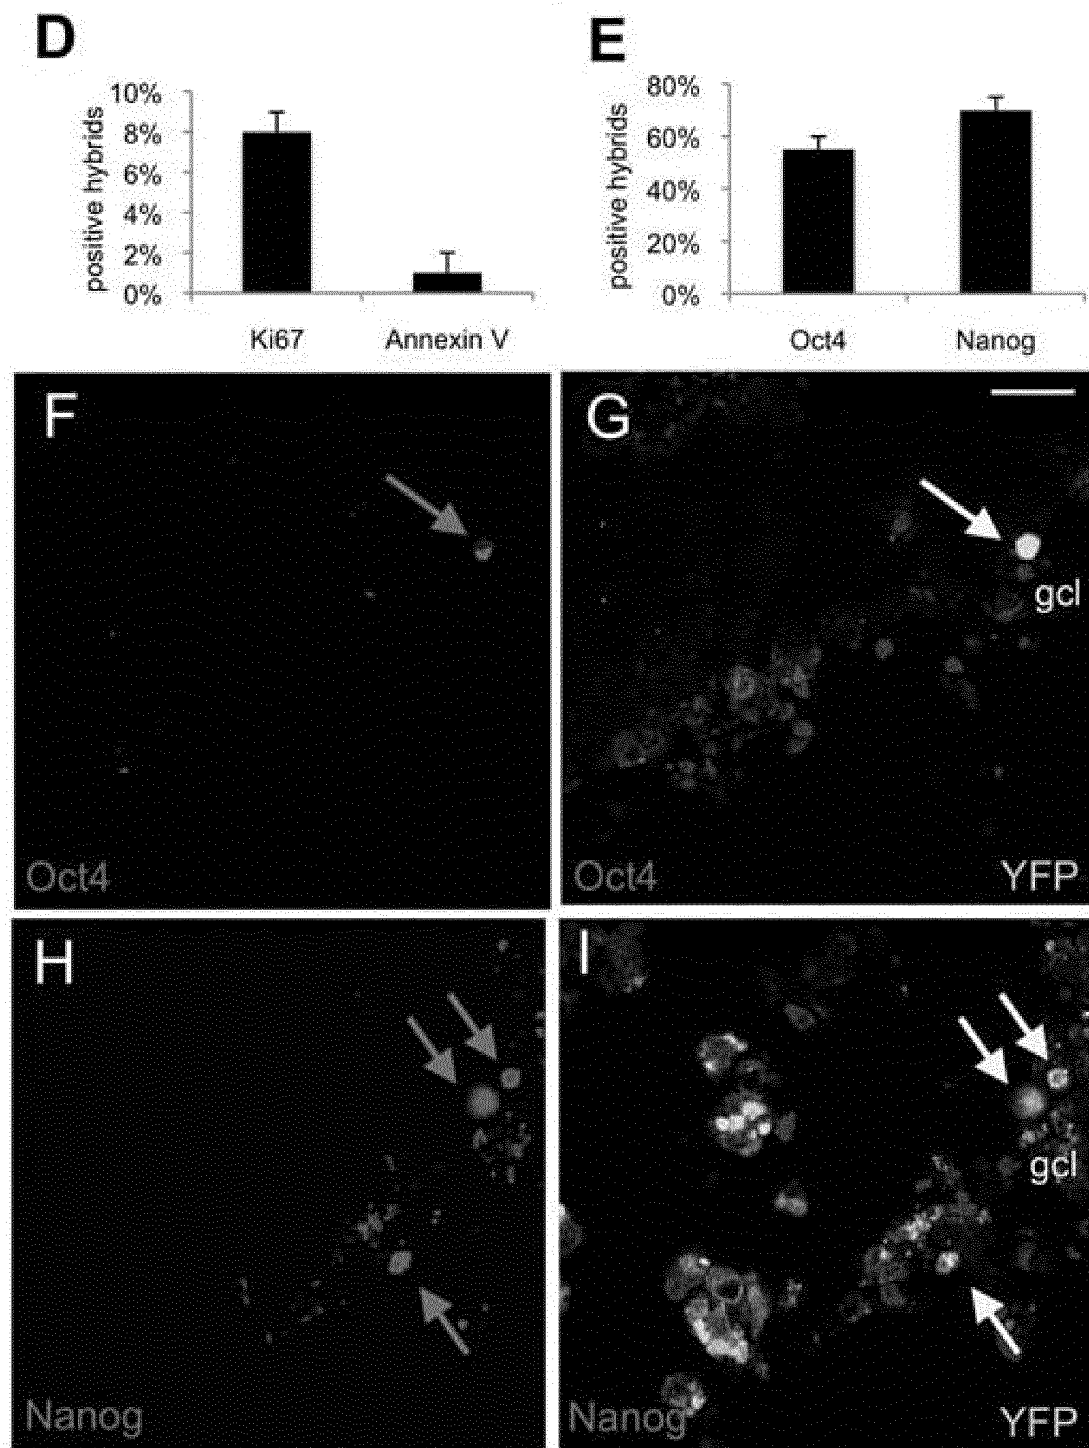 D
positive hybrids
10%
8%
6%
4%
2%
0%
Ki67
Annexin V
E
positive hybrids
80%
60%
40%
20%
0%
Oct4
Nanog
F
Oct4
G
gcl
Oct4
YFP
H
Nanog
I
gcl
Nanog
YFP